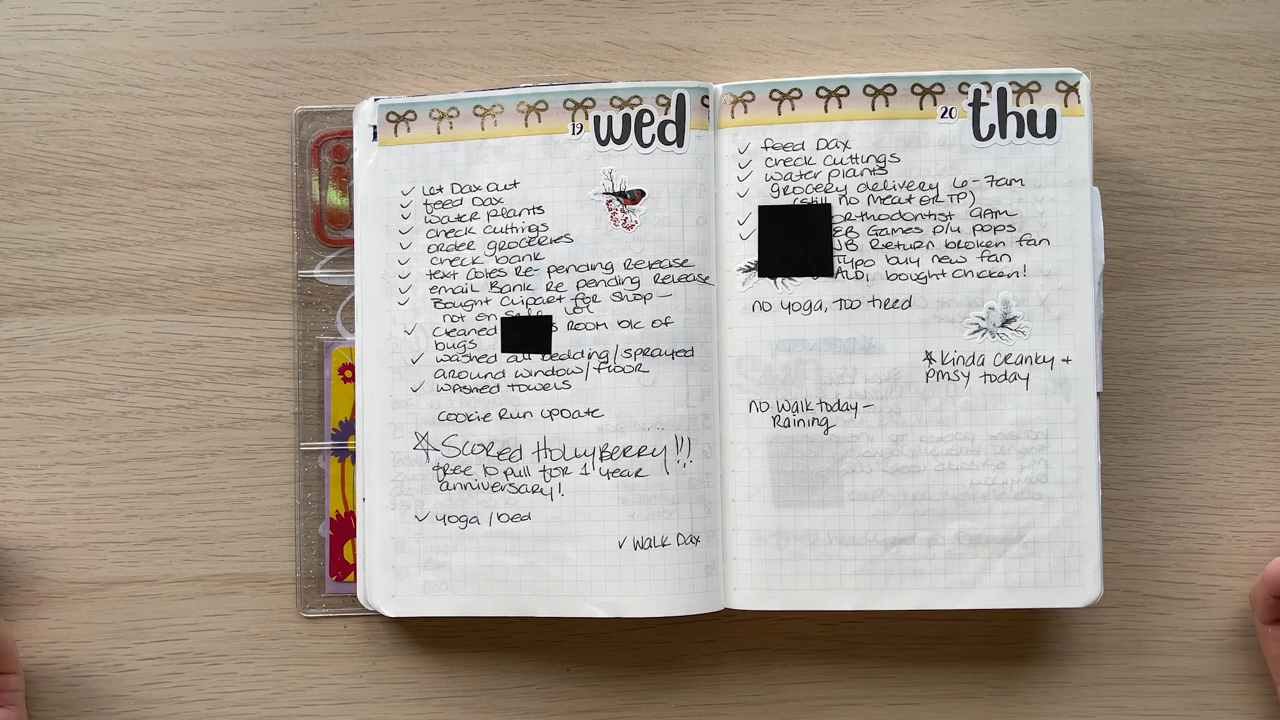 19 wed
✓ Let Dax out
✓ feed Dax
✓ water plants
✓ check cuttings
✓ order groceries
✓ check bank
✓ text Coles Re- pending Release
✓ email Bank Re pending Release
✓ Bought Clipart for Shop -
not on Sale lol
✓ cleaned Room b/c of
bugs
✓ washed all bedding/sprayed
around window/floor
✓ washed towels
Cookie Run update
☆ Scored HollyBerry!!!
free 10 pull for 1 year
anniversary!
✓ yoga/bed
✓ Walk Dax
20 thu
✓ feed Dax
✓ check cuttings
✓ water plants
✓ grocery delivery 6-7am
(still no meat or TP)
✓ orthodontist 9AM
✓ EB Games p/u pops
Return broken fan
Typo buy new fan
ALDI bought chicken!
no yoga, too tired
☆ Kinda cranky +
PMSy today
no walk today -
Raining